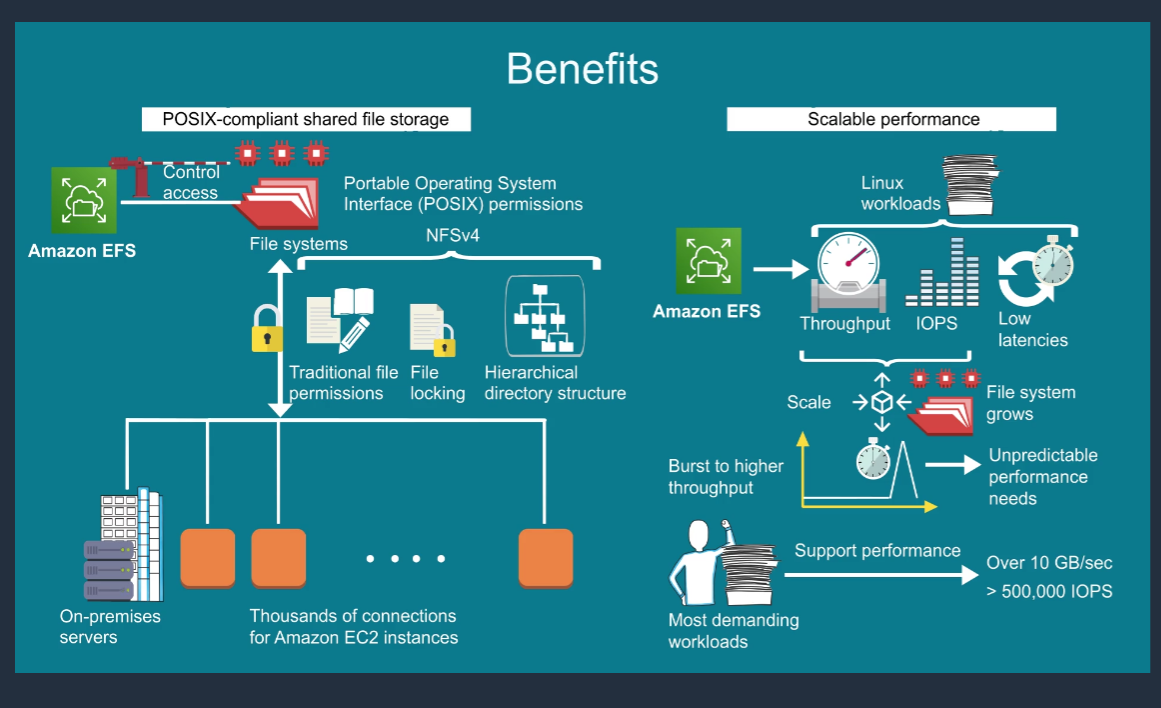 Benefits
POSIX-compliant shared file storage
Control
access
Amazon EFS
File systems
Portable Operating System
Interface (POSIX) permissions
NFSv4
Traditional file
permissions
File
locking
Hierarchical
directory structure
On-premises
servers
Thousands of connections
for Amazon EC2 instances
Scalable performance
Linux
workloads
Amazon EFS
Throughput
IOPS
Low
latencies
Scale
File system
grows
Burst to higher
throughput
Unpredictable
performance
needs
Support performance
Over 10 GB/sec
> 500,000 IOPS
Most demanding
workloads